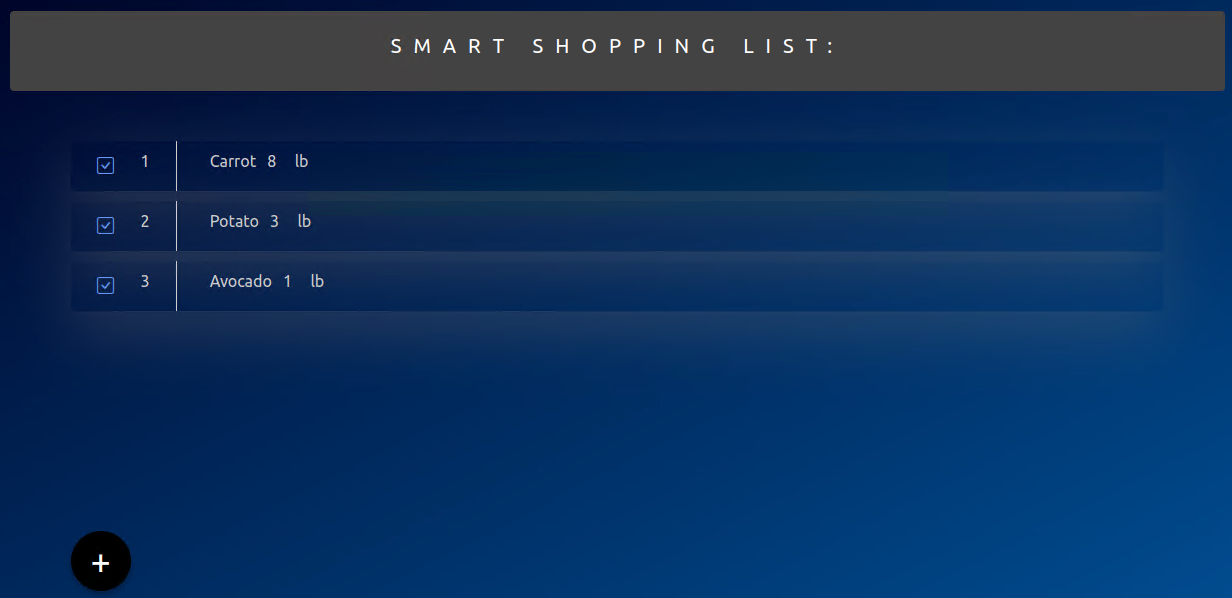 SMART SHOPPING LIST:
1 Carrot 8 lb
2 Potato 3 lb
3 Avocado 1 lb
+